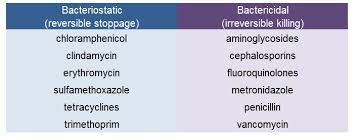 Bacteriostatic Bactericidal
(reversible stoppage) (irreversible killing)
chloramphenicol aminoglycosides
clindamycin cephalosporins
erythromycin fluoroquinolones
sulfamethoxazole metronidazole
tetracyclines penicillin
trimethoprim vancomycin